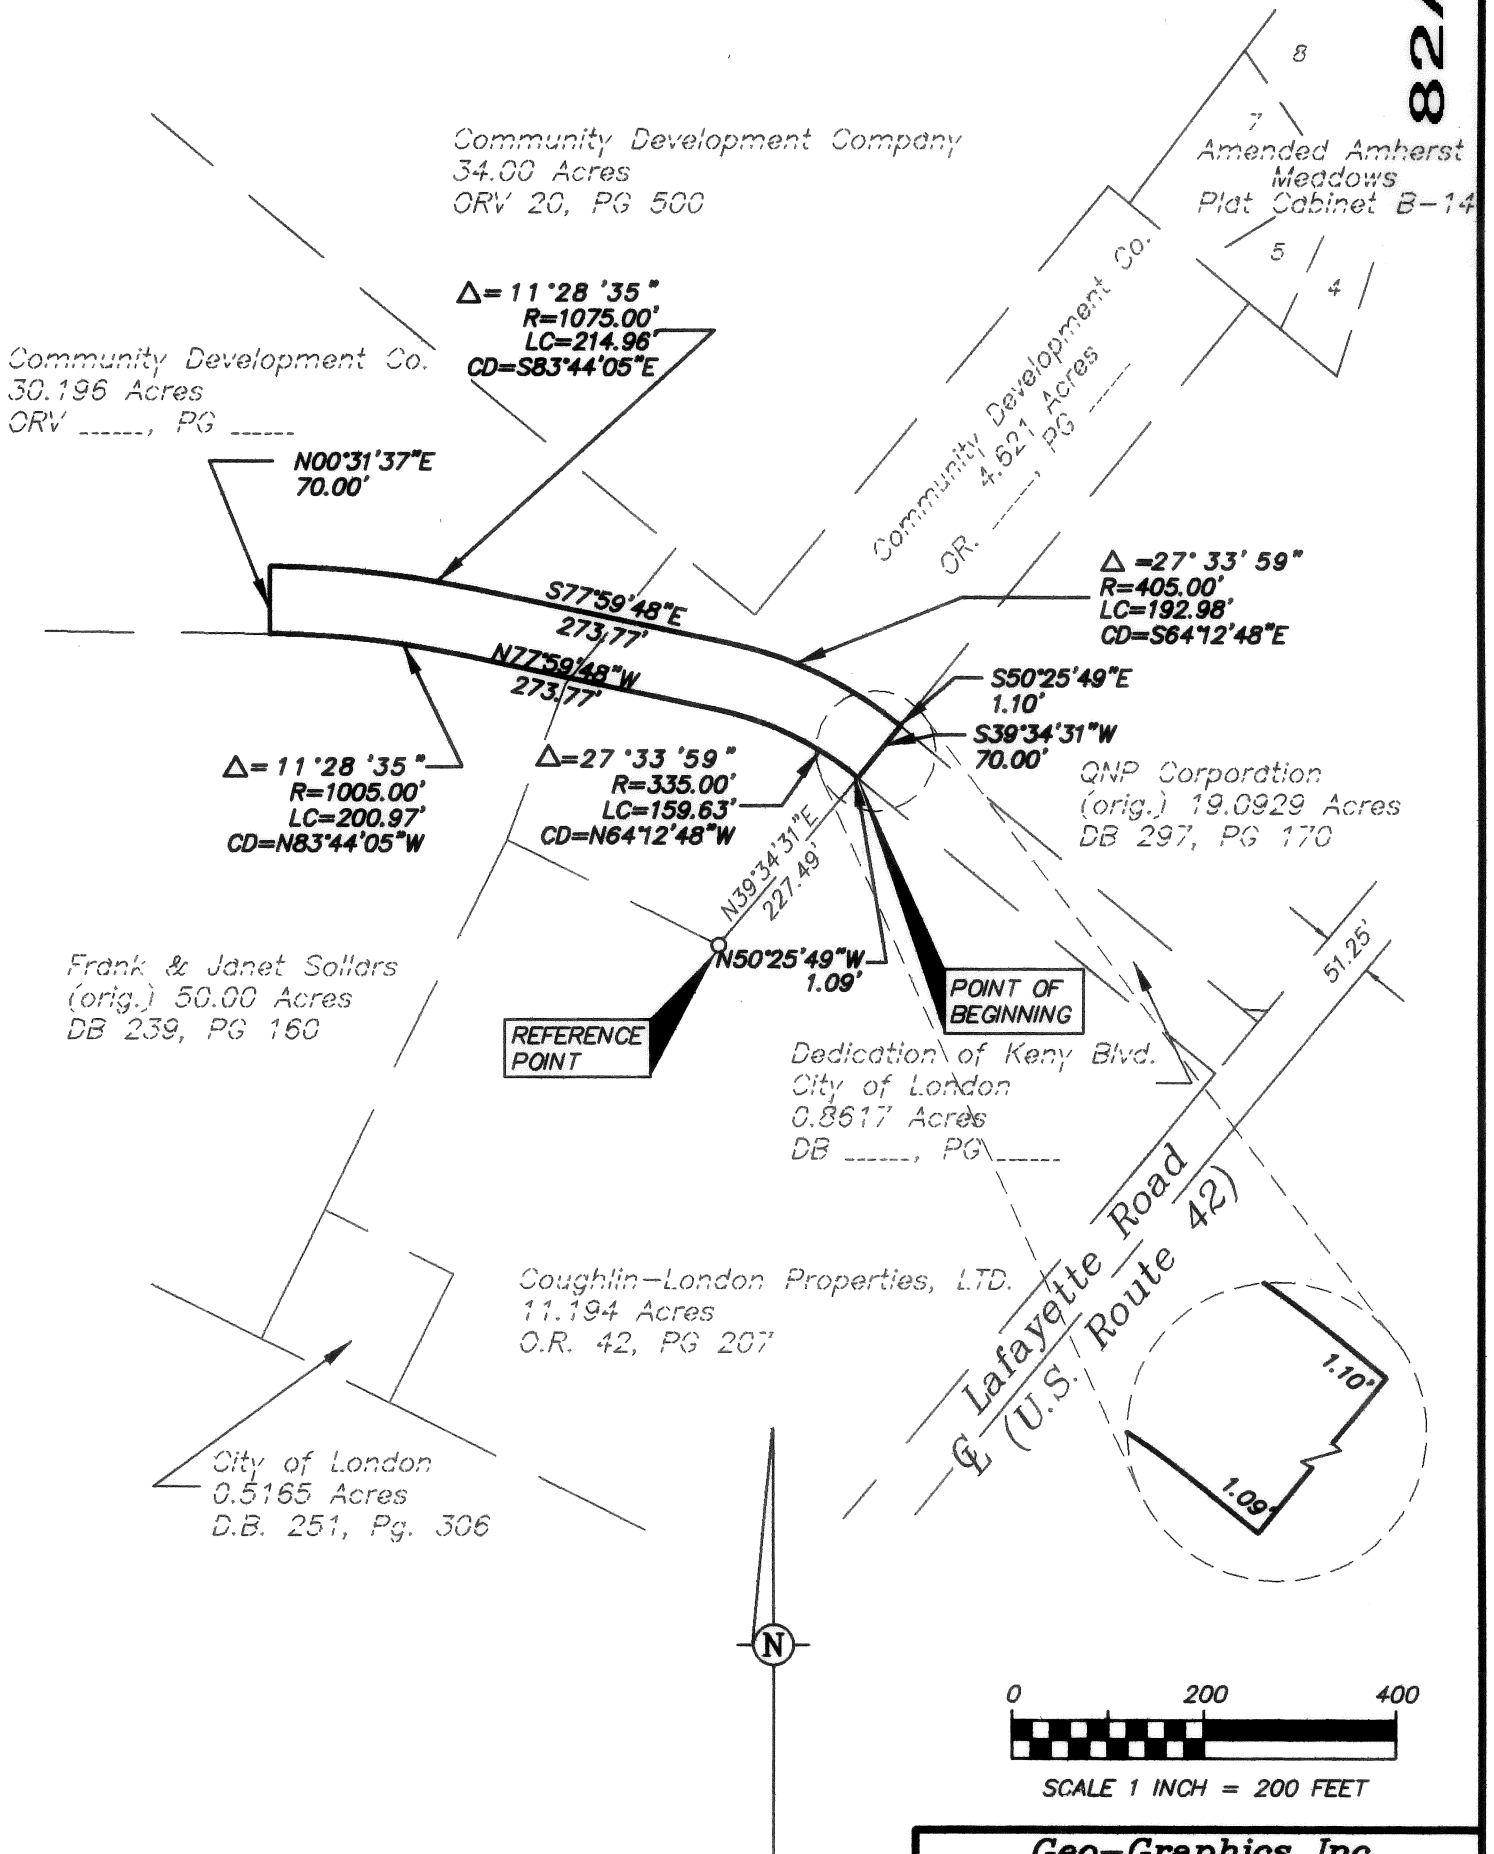 82A
8
7
Amended Amherst
Meadows
Plat Cabinet B-14
5
4
Community Development Company
34.00 Acres
ORV 20, PG 500
Δ= 11°28'35"
R=1075.00'
LC=214.96'
CD=S83°44'05"E
Community Development Co.
30.196 Acres
ORV _____, PG _____
N00°31'37"E
70.00'
Community Development Co.
4.621 Acres
OR. _____, PG _____
Δ =27°33'59"
R=405.00'
LC=192.98'
CD=S64°12'48"E
S77°59'48"E
273.77'
N77°59'48"W
273.77'
S50°25'49"E
1.10'
S39°34'31"W
70.00'
Δ= 11°28'35"
R=1005.00'
LC=200.97'
CD=N83°44'05"W
Δ=27°33'59"
R=335.00'
LC=159.63'
CD=N64°12'48"W
QNP Corporation
(orig.) 19.0929 Acres
DB 297, PG 170
N39°34'31"E
227.49'
N50°25'49"W
1.09'
51.25'
Frank & Janet Sollars
(orig.) 50.00 Acres
DB 239, PG 160
POINT OF
BEGINNING
REFERENCE
POINT
Dedication of Keny Blvd.
City of London
0.8617 Acres
DB _____, PG _____
℄ Lafayette Road
(U.S. Route 42)
Coughlin-London Properties, LTD.
11.194 Acres
O.R. 42, PG 207
1.10'
1.09'
City of London
0.5165 Acres
D.B. 251, Pg. 306
N
0 200 400
SCALE 1 INCH = 200 FEET
Geo-Graphics Inc